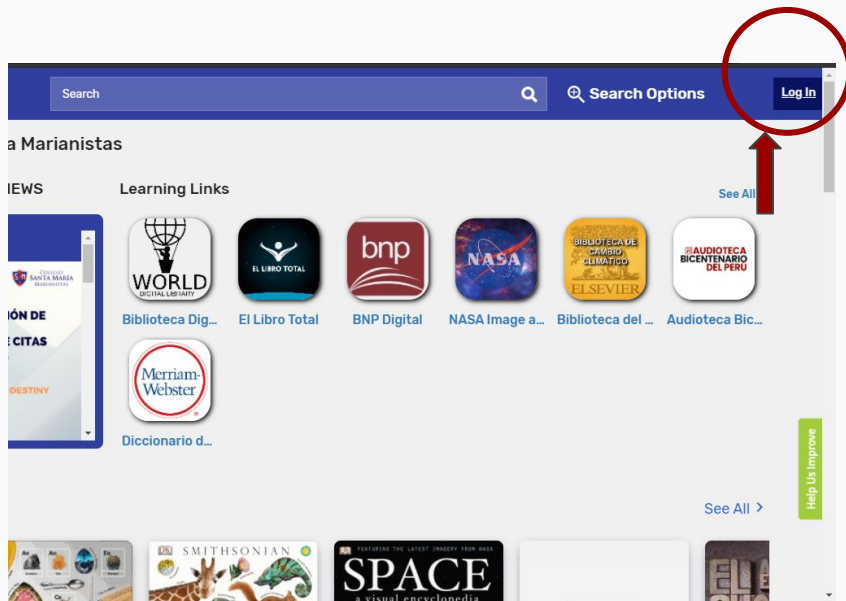 Search
Search Options
Log In
a Marianistas
IEWS
Learning Links
See All
COLEGIO
SANTA MARÍA
MARIANISTAS
IÓN DE
E CITAS
DESTINY
WORLD
DIGITAL LIBRARY
EL LIBRO TOTAL
bnp
NASA
BIBLIOTECA DE
CAMBIO
CLIMÁTICO
ELSEVIER
AUDIOTECA
BICENTENARIO
DEL PERÚ
Biblioteca Dig...
El Libro Total
BNP Digital
NASA Image a...
Biblioteca del ...
Audioteca Bic...
Merriam-
Webster
Diccionario d...
Help Us Improve
See All >
DK SMITHSONIAN
DK FEATURING THE LATEST IMAGERY FROM NASA
SPACE
a visual encyclopedia